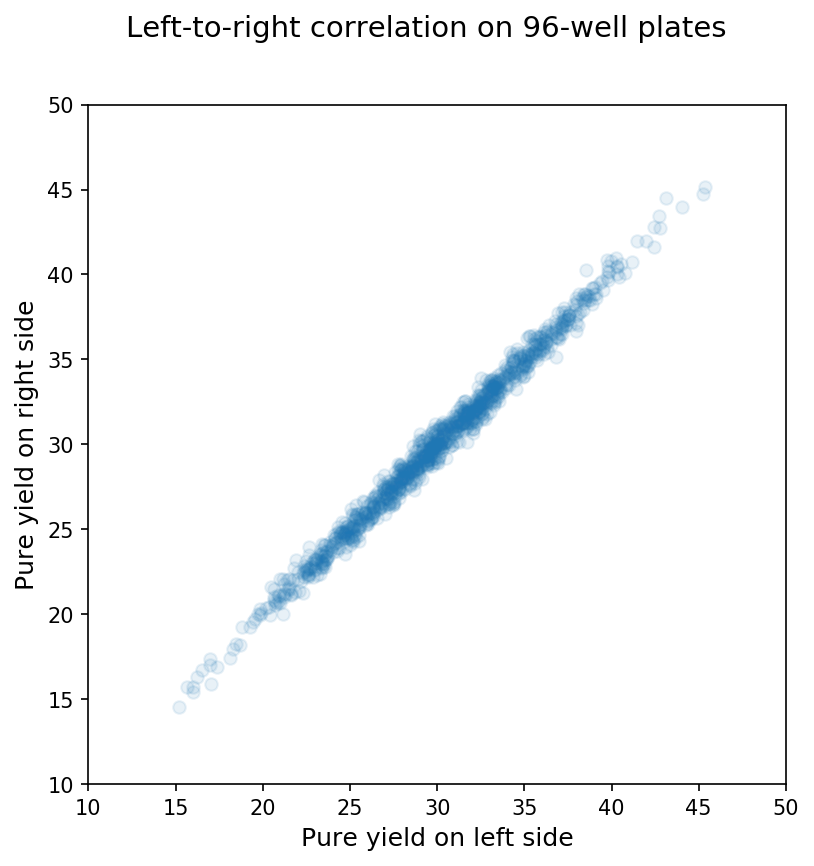 Left-to-right correlation on 96-well plates
50
45
40
35
30
25
20
15
10
Pure yield on right side
10 15 20 25 30 35 40 45 50
Pure yield on left side